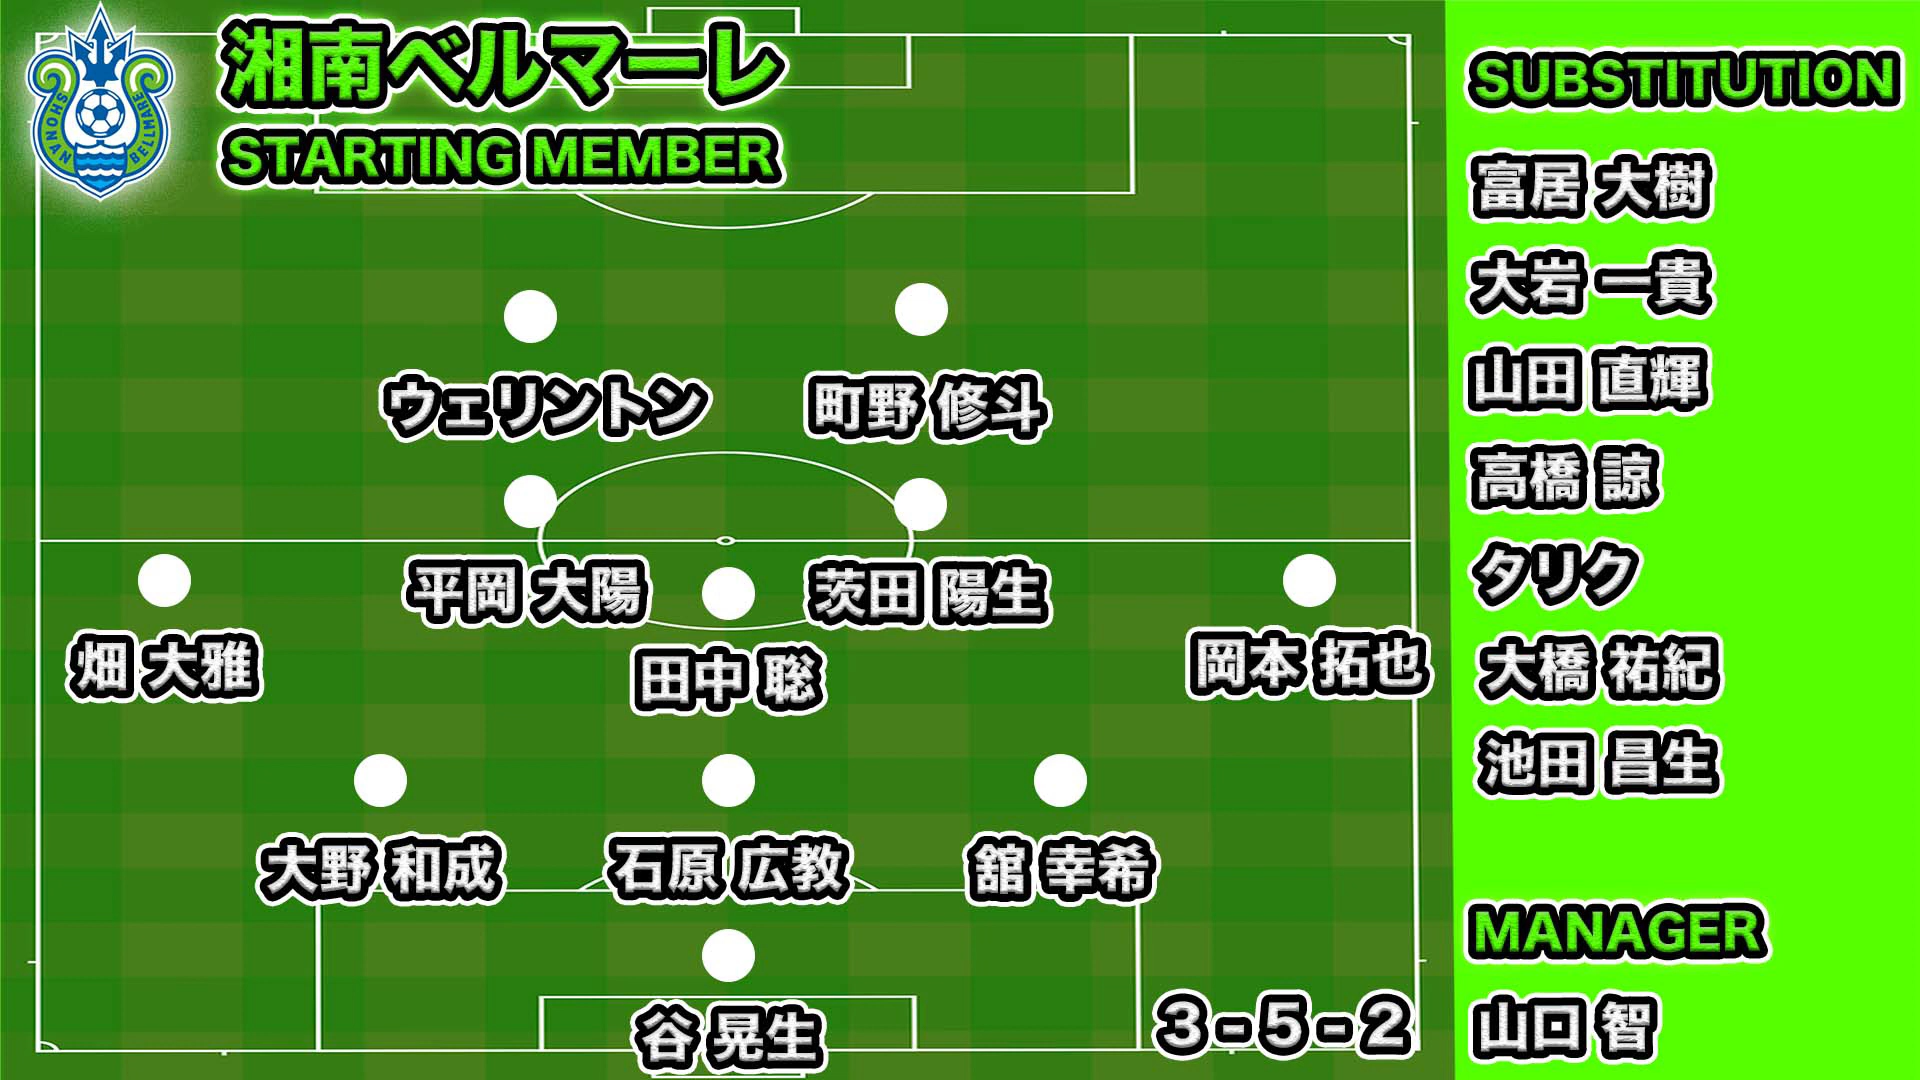 湘南ベルマーレ
STARTING MEMBER
SHONAN BELLMARE
ウェリントン
町野 修斗
平岡 大陽
茨田 陽生
畑 大雅
田中 聡
岡本 拓也
大野 和成
石原 広教
舘 幸希
谷 晃生
3-5-2
SUBSTITUTION
富居 大樹
大岩 一貴
山田 直輝
高橋 諒
タリク
大橋 祐紀
池田 昌生
MANAGER
山口 智